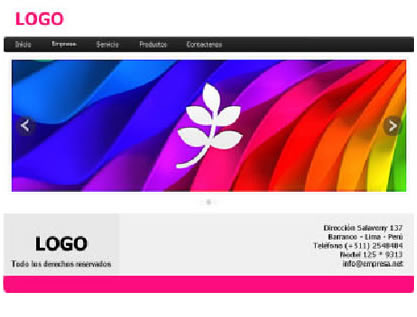 LOGO
Inicio Empresa Servicio Productos Contactenos
LOGO
Todo los derechos reservados
Dirección Salaverry 137
Barranco - Lima - Perú
Teléfono (+511) 2548484
Nextel 125 * 9313
info@empresa.net